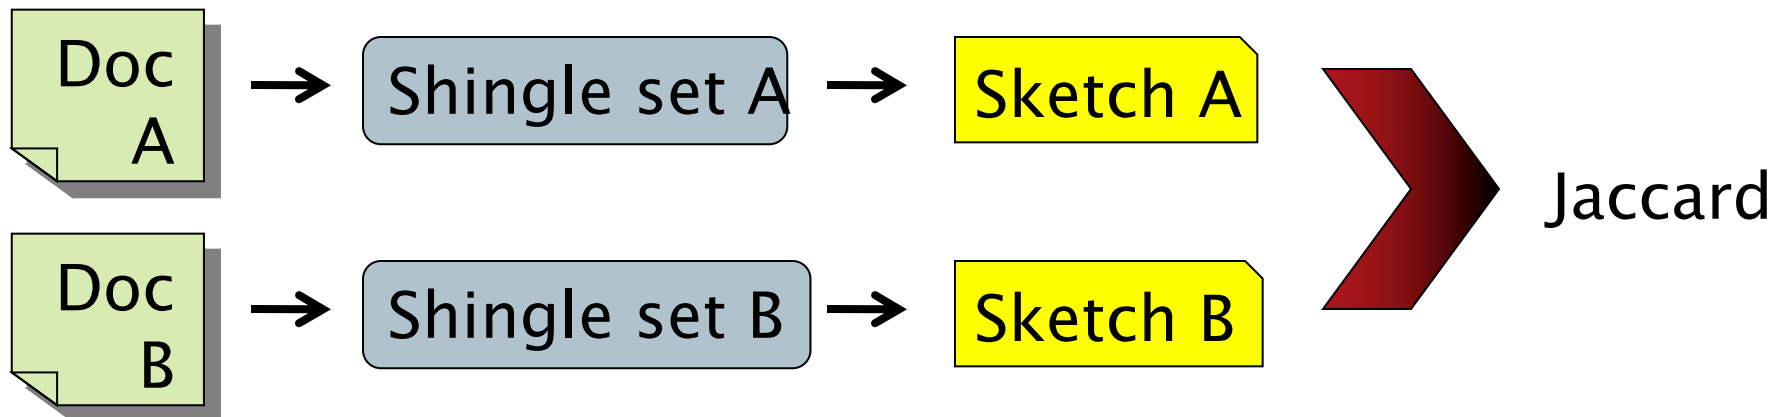 Doc
A
Shingle set A
Sketch A
Jaccard
Doc
B
Shingle set B
Sketch B